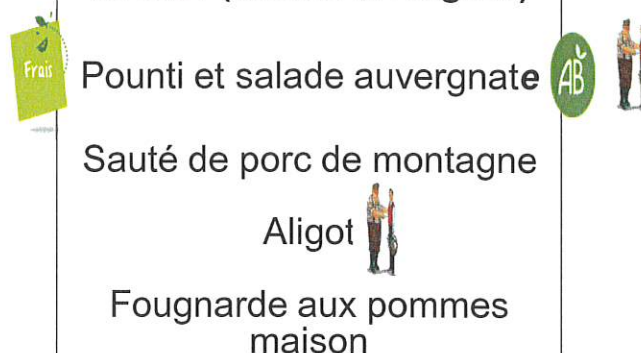 Frais
Pounti et salade auvergnate
AB
Sauté de porc de montagne
Aligot
Fougnarde aux pommes
maison